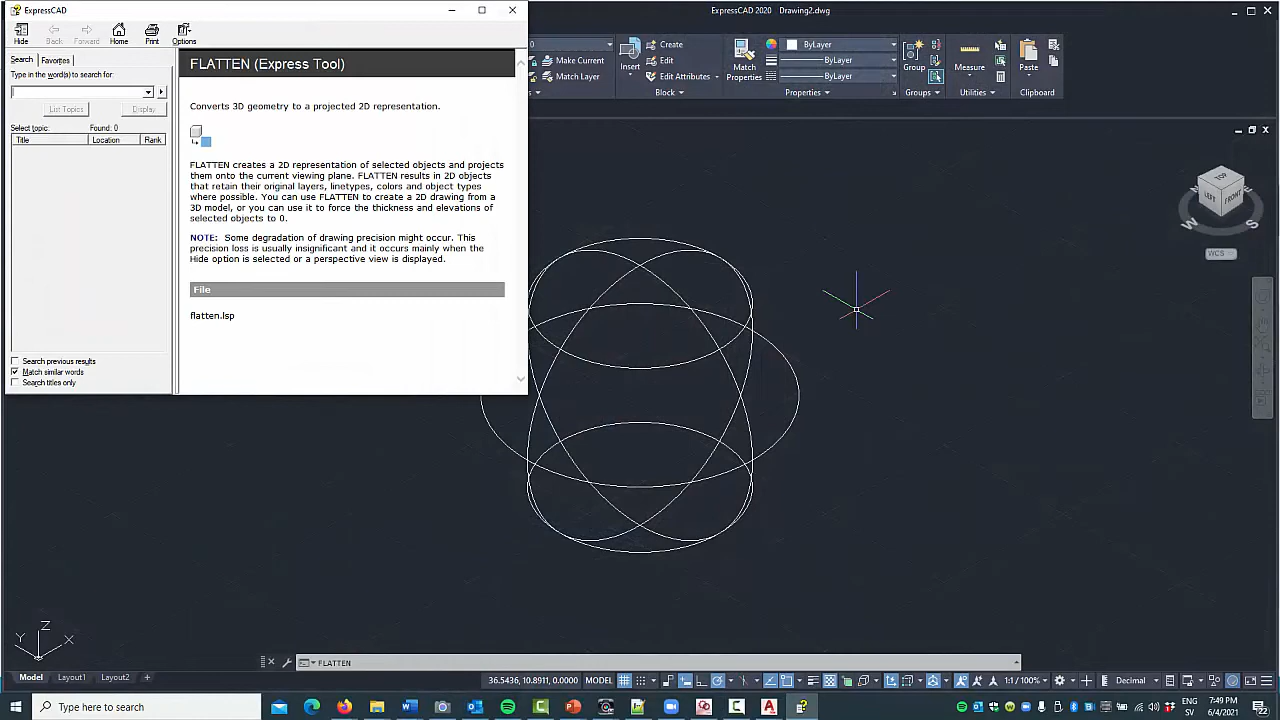 ExpressCAD
Hide
Back
Forward
Home
Print
Options
Search
Favorites
Type in the word(s) to search for:
List Topics
Display
Select topic:
Found: 0
Title
Location
Rank
Search previous results
Match similar words
Search titles only
FLATTEN (Express Tool)
Converts 3D geometry to a projected 2D representation.
FLATTEN creates a 2D representation of selected objects and projects
them onto the current viewing plane. FLATTEN results in 2D objects
that retain their original layers, linetypes, colors and object types
where possible. You can use FLATTEN to create a 2D drawing from a
3D model, or you can use it to force the thickness and elevations of
selected objects to 0.
NOTE: Some degradation of drawing precision might occur. This
precision loss is usually insignificant and it occurs mainly when the
Hide option is selected or a perspective view is displayed.
File
flatten.lsp
ExpressCAD 2020 Drawing2.dwg
0
Make Current
Match Layer
Insert
Create
Edit
Edit Attributes
Block
Match
Properties
ByLayer
ByLayer
ByLayer
Properties
Group
Groups
Measure
Utilities
Paste
Clipboard
TOP
LEFT
FRONT
W
S
WCS
Z
Y
X
FLATTEN
Model
Layout1
Layout2
+
36.5436, 10.8911, 0.0000
MODEL
1:1 / 100%
Decimal
Type here to search
ENG
SV
7:49 PM
6/4/2021